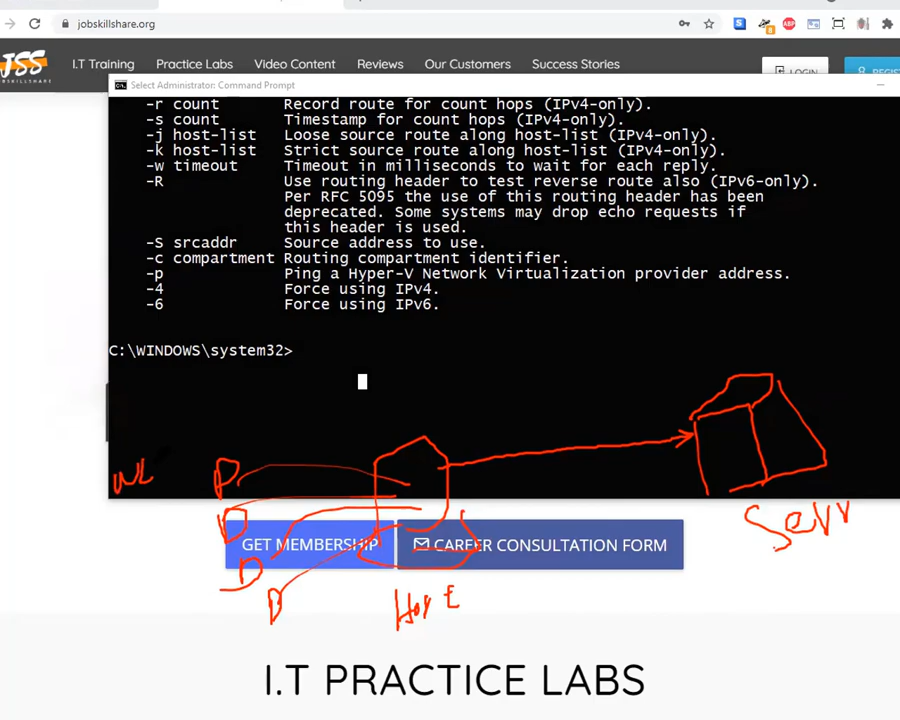 jobskillshare.org
JSS
I.T Training Practice Labs Video Content Reviews Our Customers Success Stories
LOGIN
Select Administrator: Command Prompt
-r count Record route for count hops (IPv4-only).
-s count Timestamp for count hops (IPv4-only).
-j host-list Loose source route along host-list (IPv4-only).
-k host-list Strict source route along host-list (IPv4-only).
-w timeout Timeout in milliseconds to wait for each reply.
-R Use routing header to test reverse route also (IPv6-only).
Per RFC 5095 the use of this routing header has been
deprecated. Some systems may drop echo requests if
this header is used.
-S srcaddr Source address to use.
-c compartment Routing compartment identifier.
-p Ping a Hyper-V Network Virtualization provider address.
-4 Force using IPv4.
-6 Force using IPv6.
C:\WINDOWS\system32>
P
D
D
D
Serv
GET MEMBERSHIP CAREER CONSULTATION FORM
I.T PRACTICE LABS